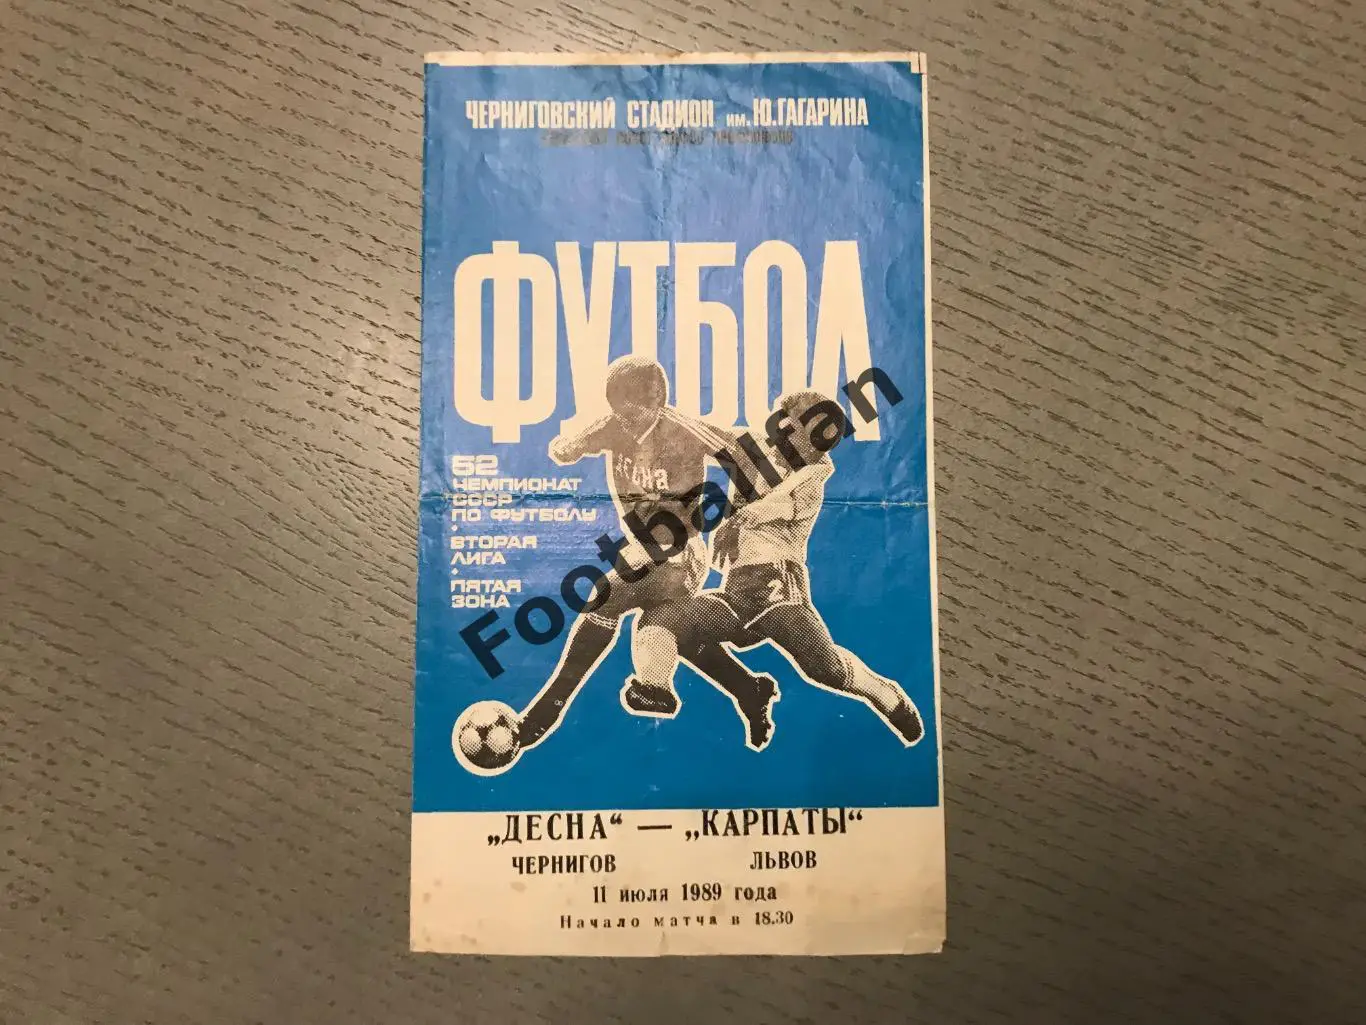 ЧЕРНИГОВСКИЙ СТАДИОН им. Ю. ГАГАРИНА
ФУТБОЛ
52
ЧЕМПИОНАТ
СССР
ПО ФУТБОЛУ
•
ВТОРАЯ
ЛИГА
•
ПЯТАЯ
ЗОНА
ДЕСНА
2
Footballfan
„ДЕСНА“ — „КАРПАТЫ“
ЧЕРНИГОВ ЛЬВОВ
11 июля 1989 года
Начало матча в 18.30